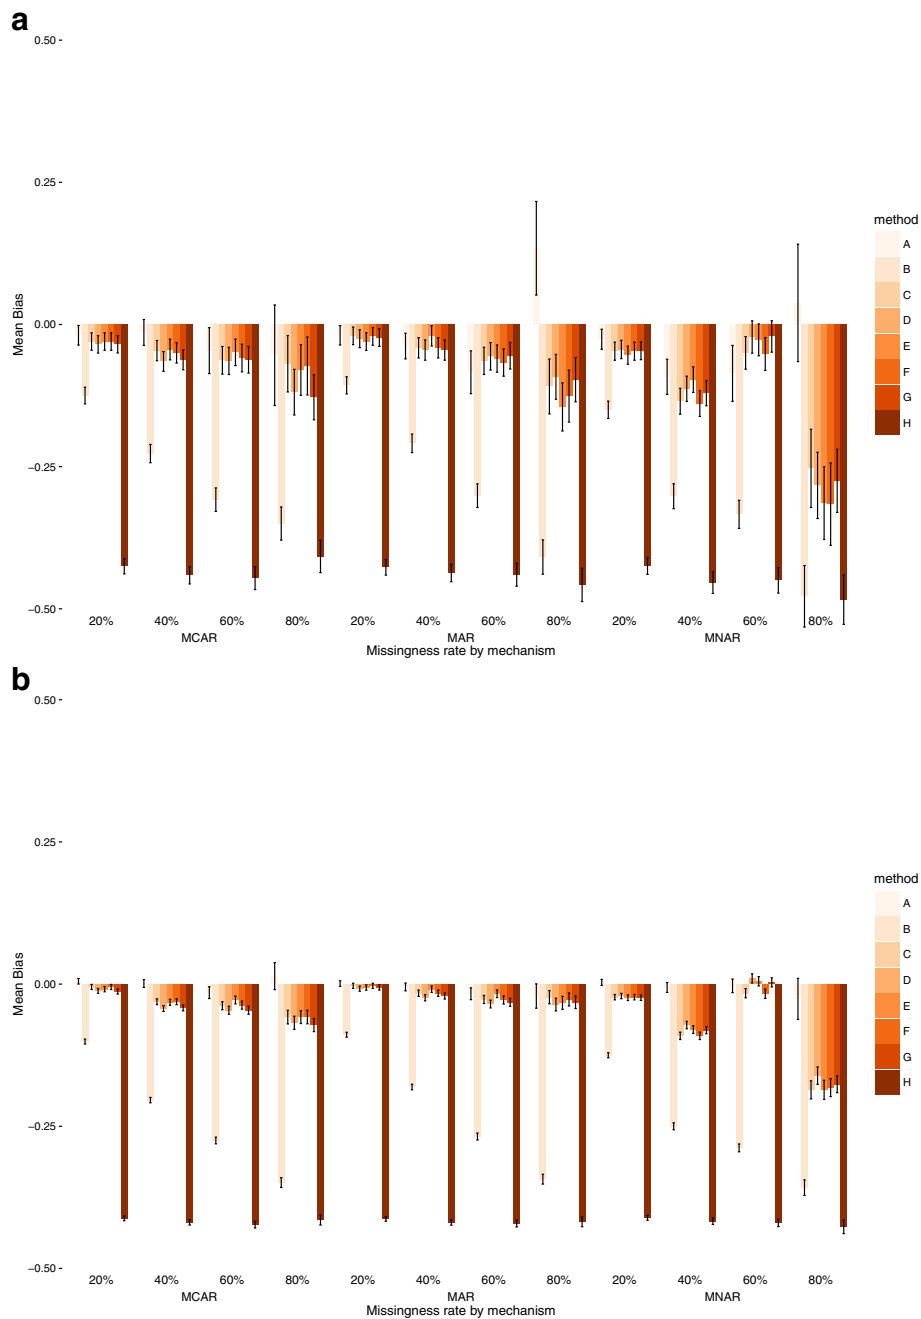 a
0.50
0.25
0.00
−0.25
−0.50
Mean Bias
20% 40% 60% 80% 20% 40% 60% 80% 20% 40% 60% 80%
MCAR MAR MNAR
Missingness rate by mechanism
method
A
B
C
D
E
F
G
H
b
0.50
0.25
0.00
−0.25
−0.50
Mean Bias
20% 40% 60% 80% 20% 40% 60% 80% 20% 40% 60% 80%
MCAR MAR MNAR
Missingness rate by mechanism
method
A
B
C
D
E
F
G
H